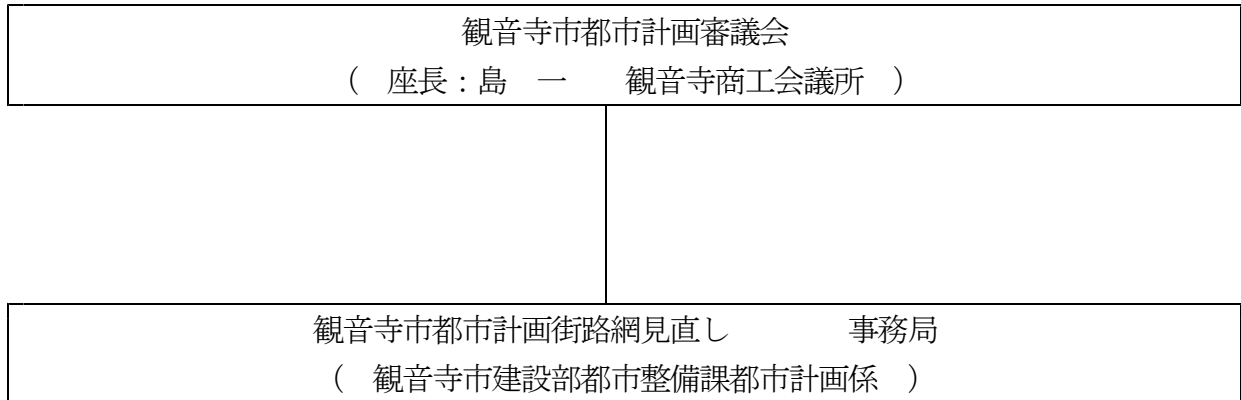 観音寺市都市計画審議会
（　座長：島　一　　観音寺商工会議所　）
観音寺市都市計画街路網見直し　　　　事務局
（　観音寺市建設部都市整備課都市計画係　）